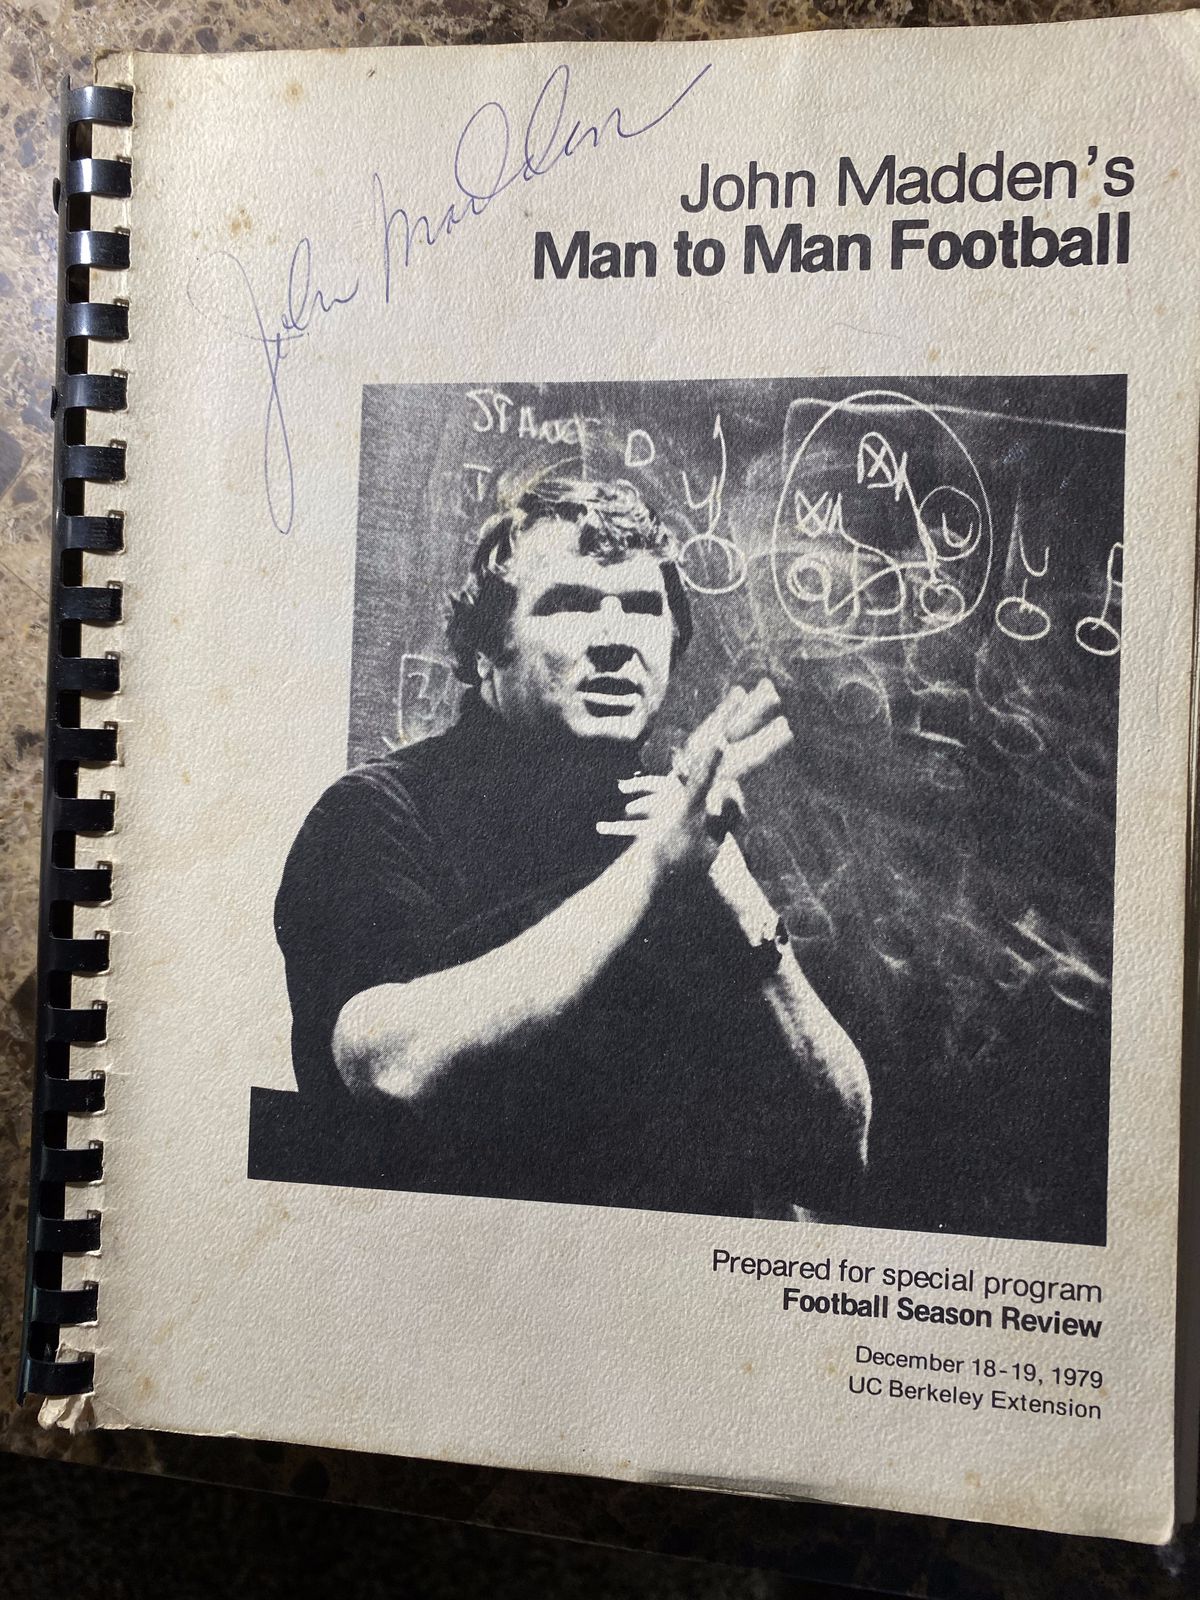 John Madden
John Madden's
Man to Man Football
STANCE
D
Prepared for special program
Football Season Review
December 18-19, 1979
UC Berkeley Extension